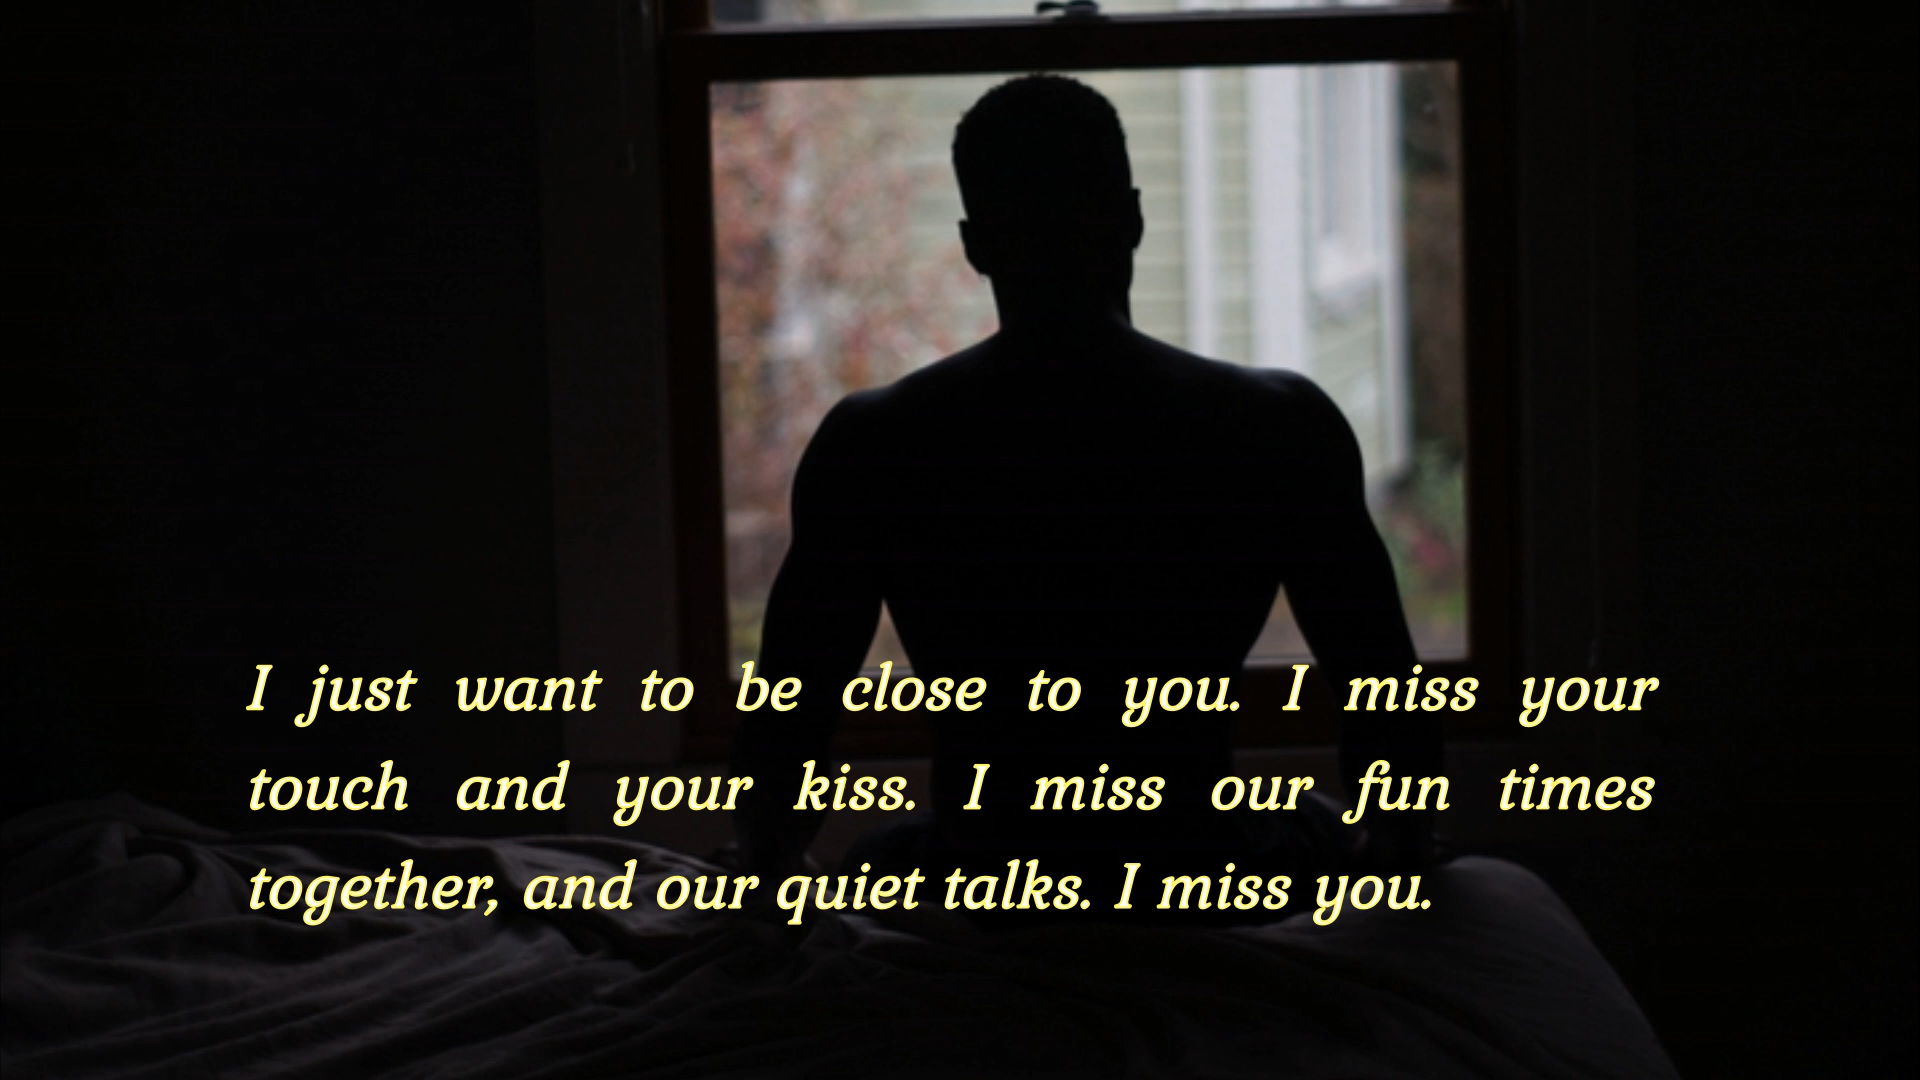 I just want to be close to you. I miss your
touch and your kiss. I miss our fun times
together, and our quiet talks. I miss you.